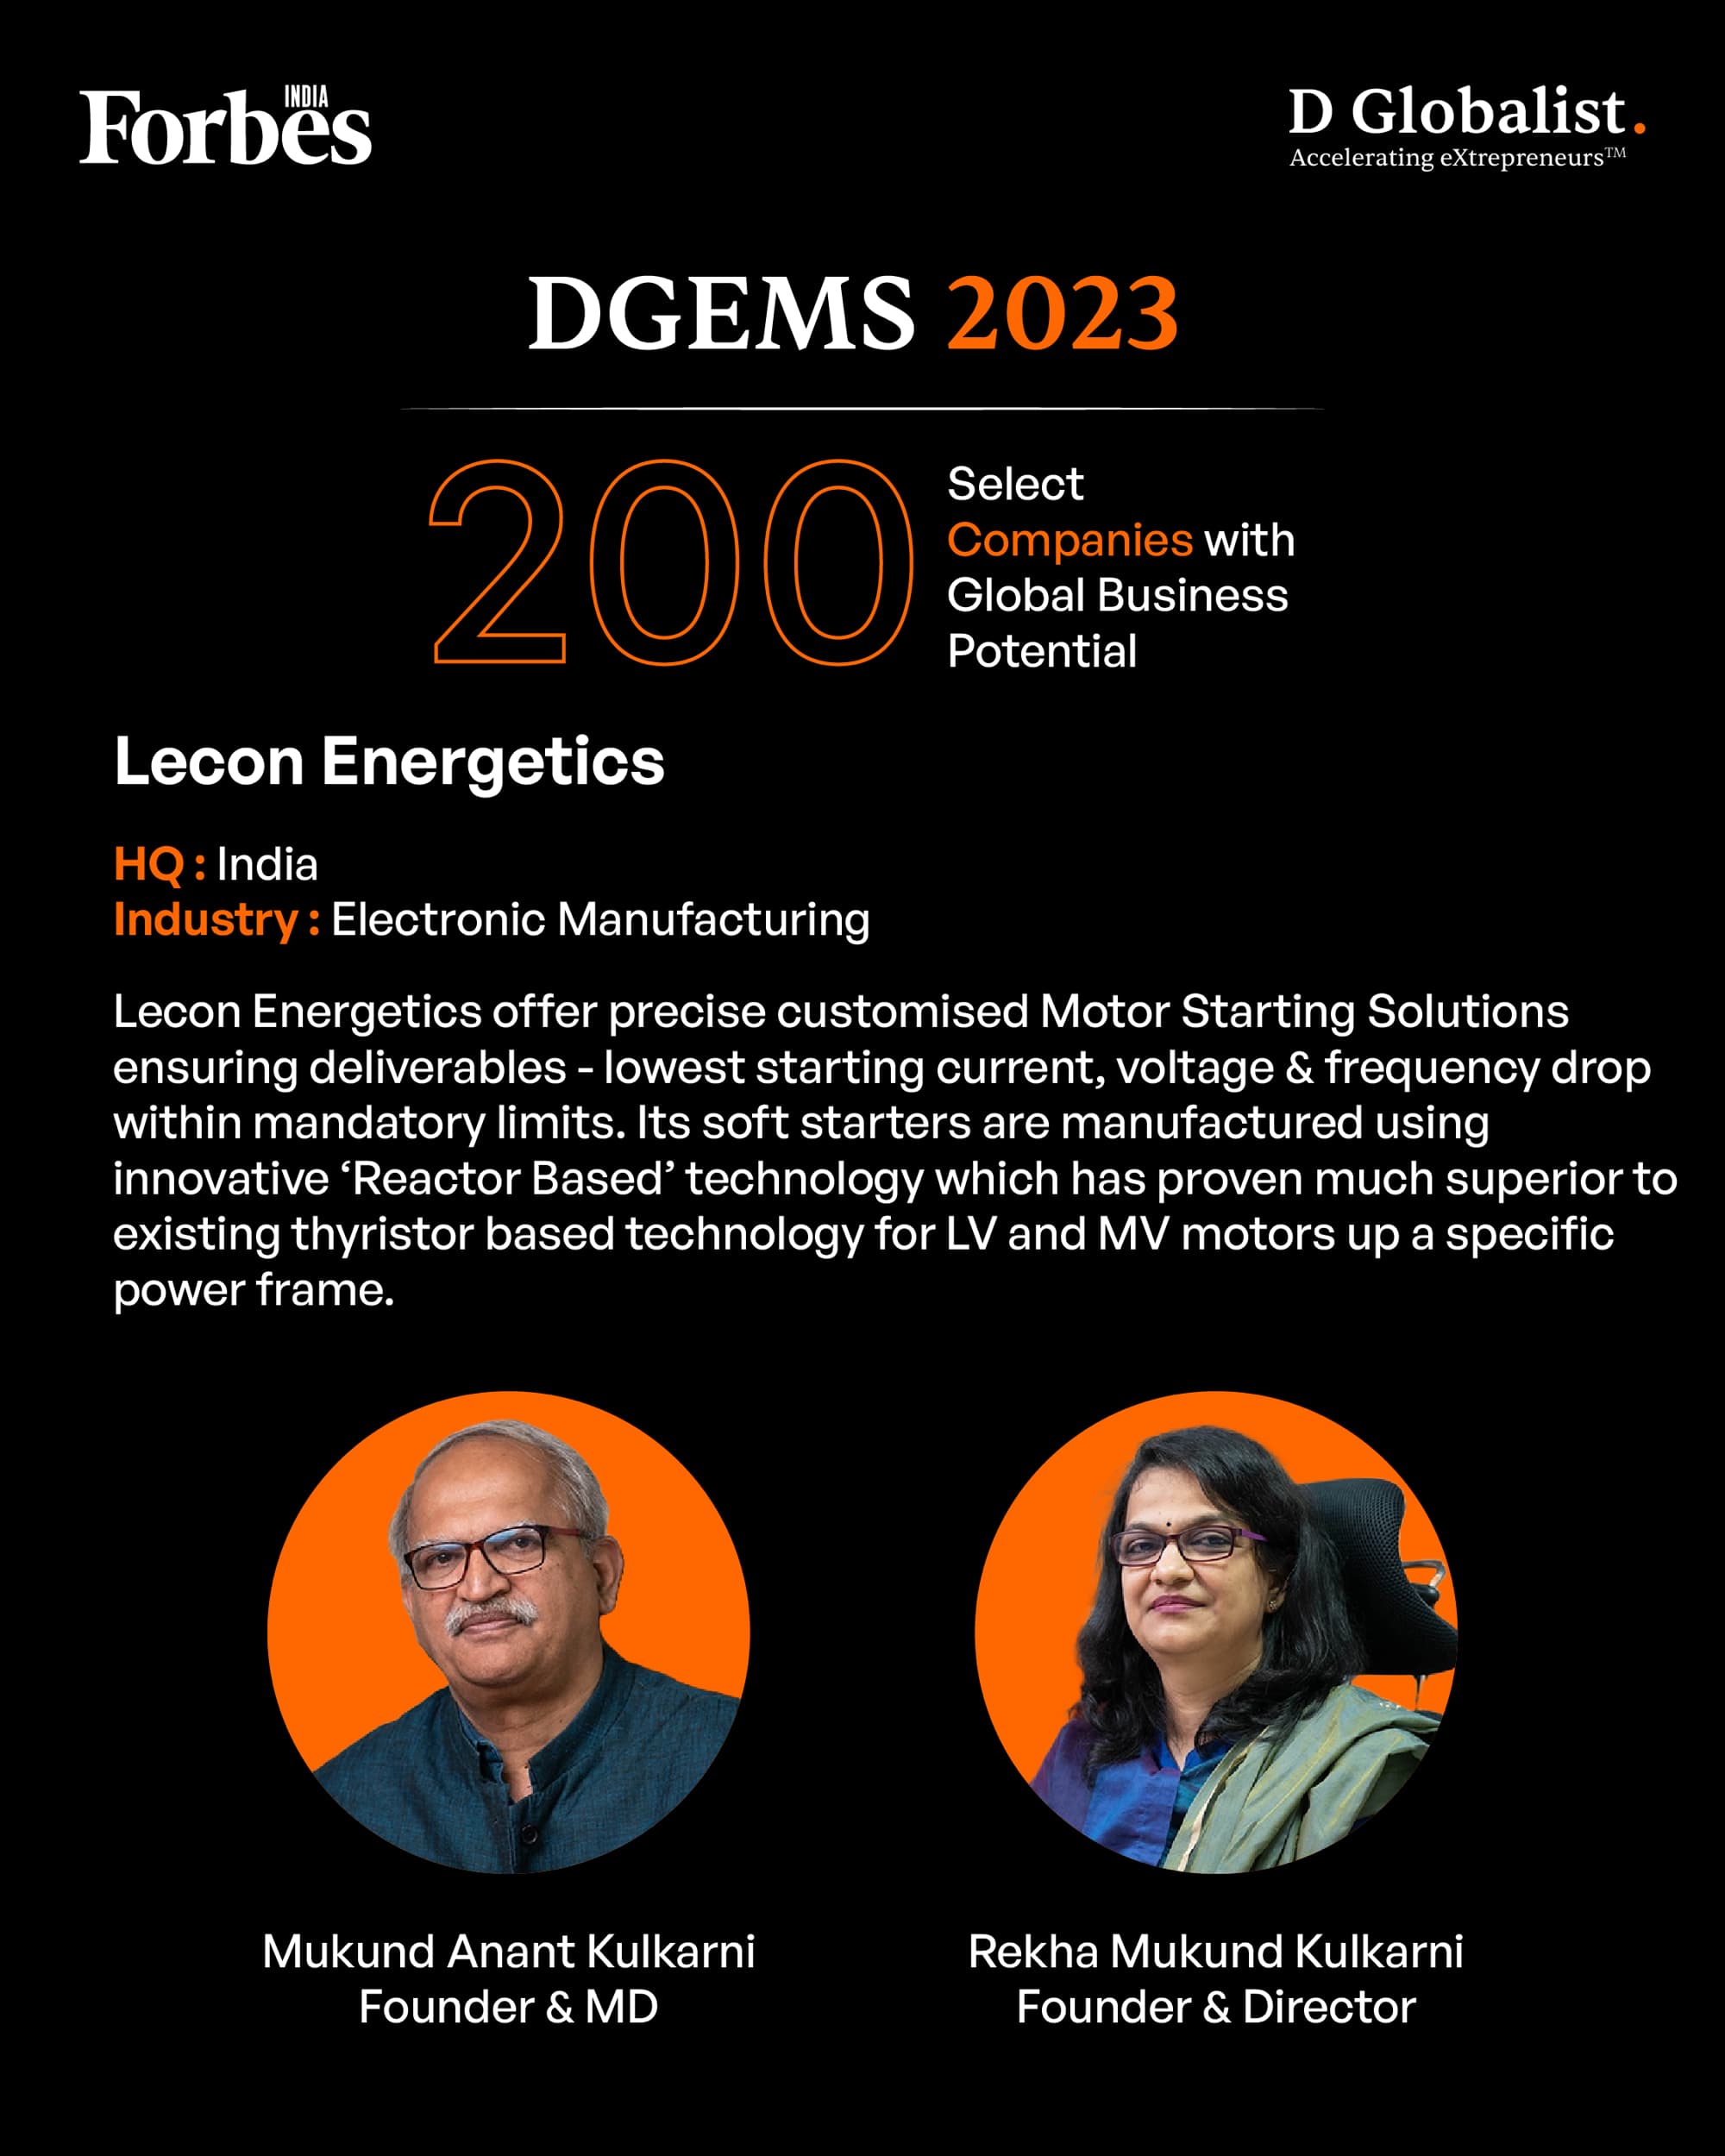 Forbes INDIA
D Globalist.
Accelerating eXtrepreneurs™
DGEMS 2023
200
Select
Companies with
Global Business
Potential
Lecon Energetics
HQ : India
Industry : Electronic Manufacturing
Lecon Energetics offer precise customised Motor Starting Solutions
ensuring deliverables - lowest starting current, voltage & frequency drop
within mandatory limits. Its soft starters are manufactured using
innovative ‘Reactor Based’ technology which has proven much superior to
existing thyristor based technology for LV and MV motors up a specific
power frame.
Mukund Anant Kulkarni
Founder & MD
Rekha Mukund Kulkarni
Founder & Director